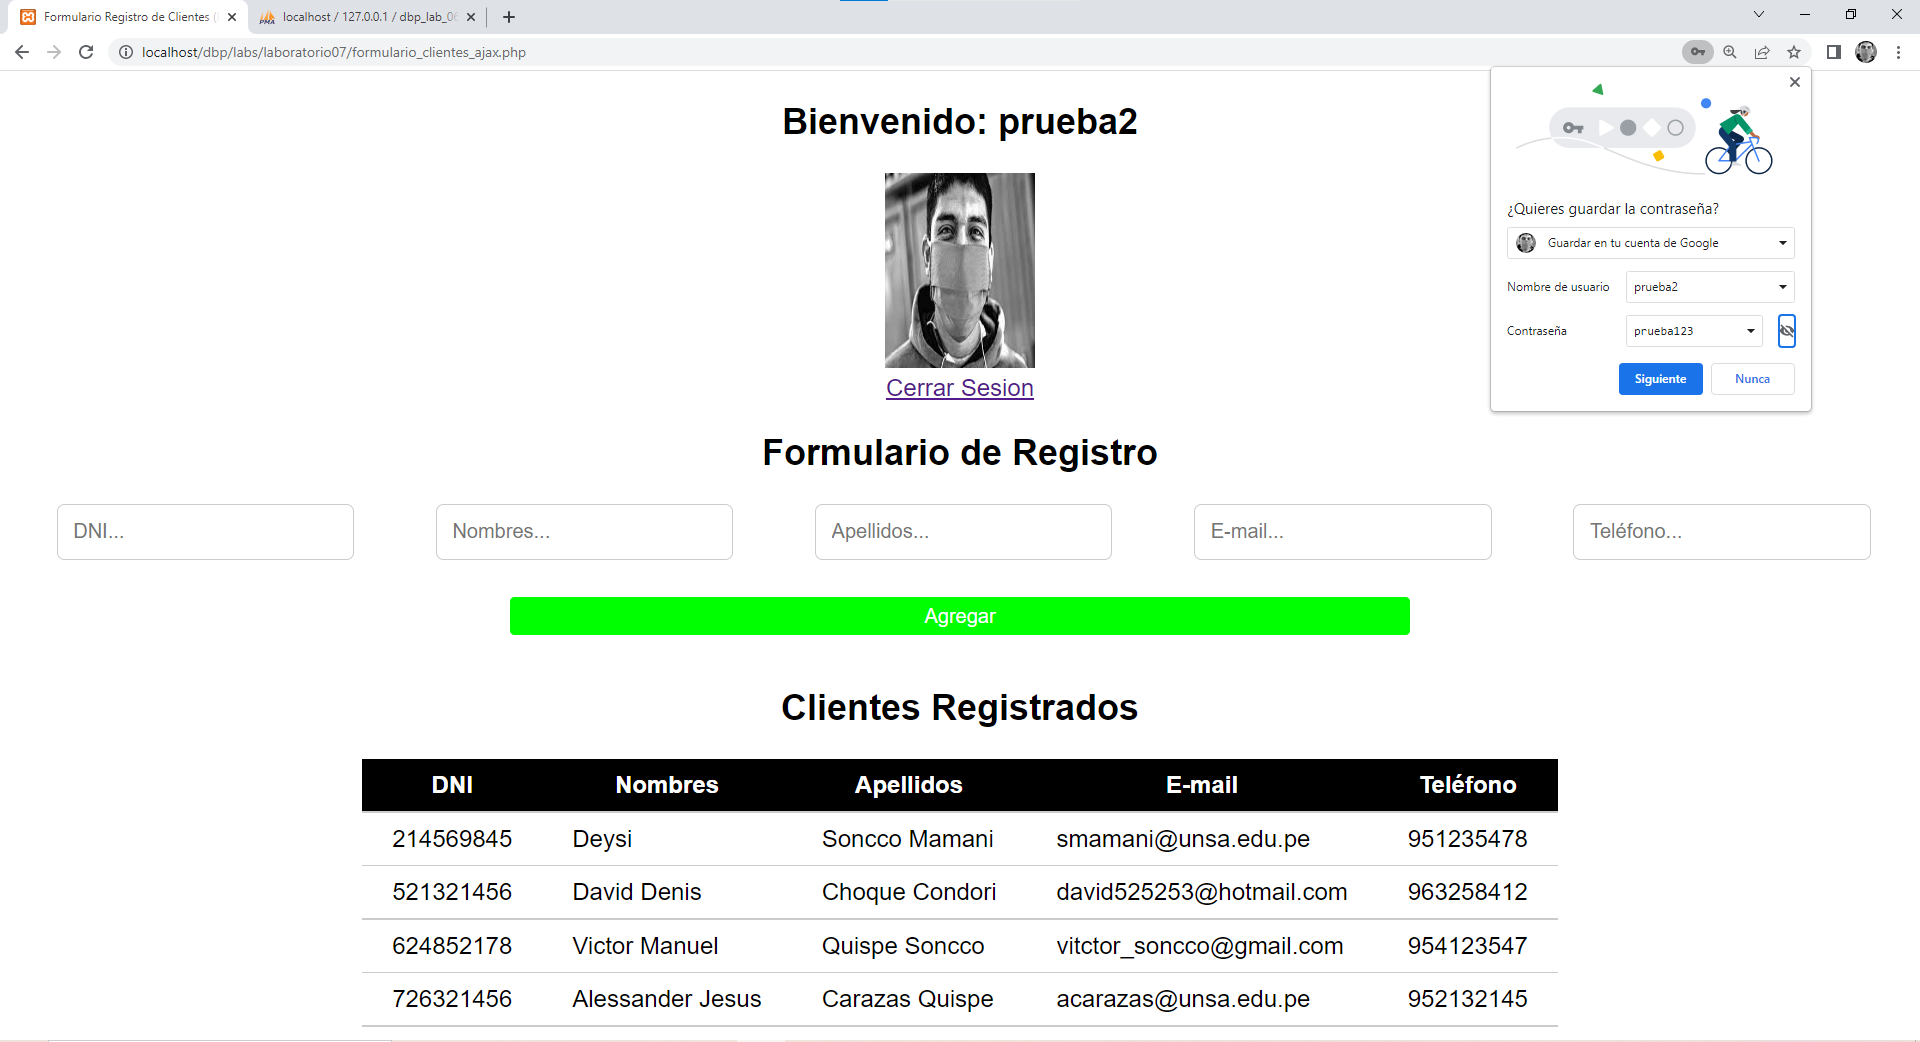 Formulario Registro de Clientes (
localhost / 127.0.0.1 / dbp_lab_06
localhost/dbp/labs/laboratorio07/formulario_clientes_ajax.php
¿Quieres guardar la contraseña?
Guardar en tu cuenta de Google
Nombre de usuario prueba2
Contraseña prueba123
Siguiente Nunca
Bienvenido: prueba2
Cerrar Sesion
Formulario de Registro
DNI... Nombres... Apellidos... E-mail... Teléfono...
Agregar
Clientes Registrados
DNI Nombres Apellidos E-mail Teléfono
214569845 Deysi Soncco Mamani smamani@unsa.edu.pe 951235478
521321456 David Denis Choque Condori david525253@hotmail.com 963258412
624852178 Victor Manuel Quispe Soncco vitctor_soncco@gmail.com 954123547
726321456 Alessander Jesus Carazas Quispe acarazas@unsa.edu.pe 952132145